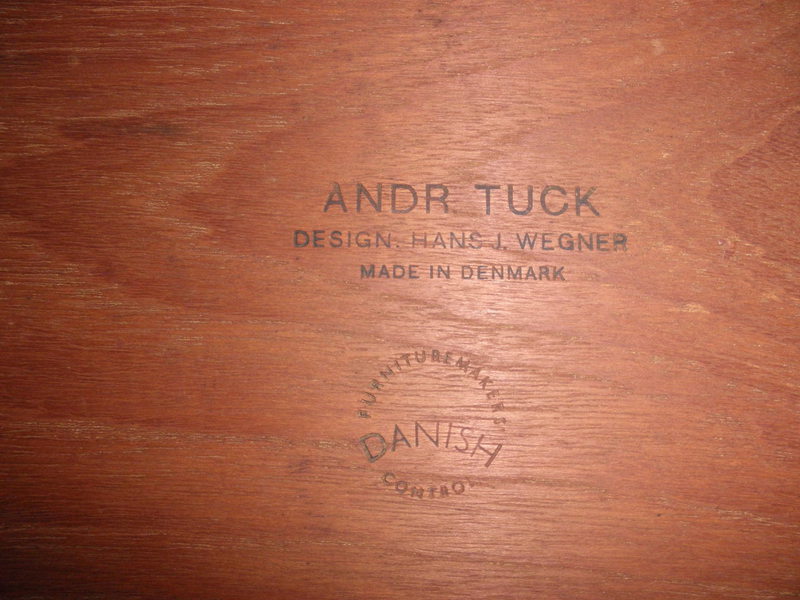 ANDR. TUCK
DESIGN. HANS J. WEGNER
MADE IN DENMARK
FURNITUREMAKERS
DANISH
CONTROL